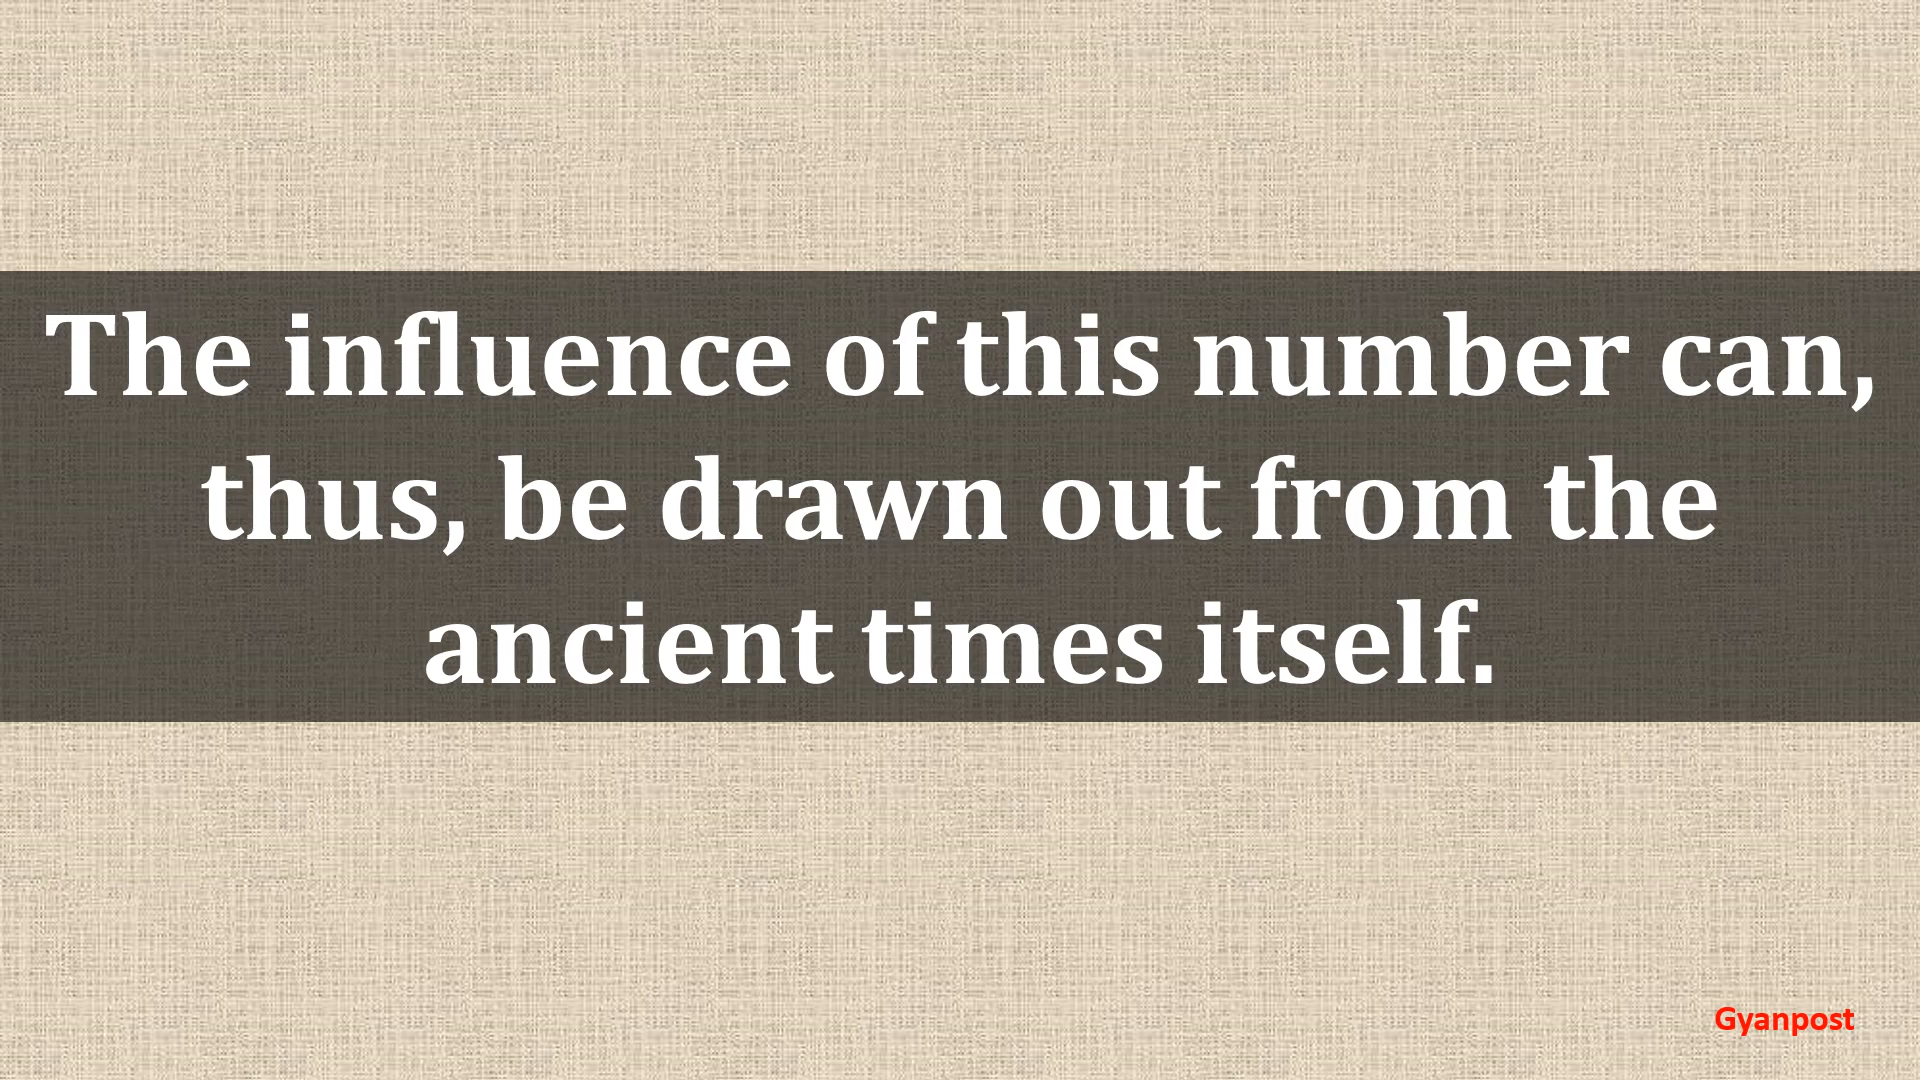 The influence of this number can,
thus, be drawn out from the
ancient times itself.
Gyanpost